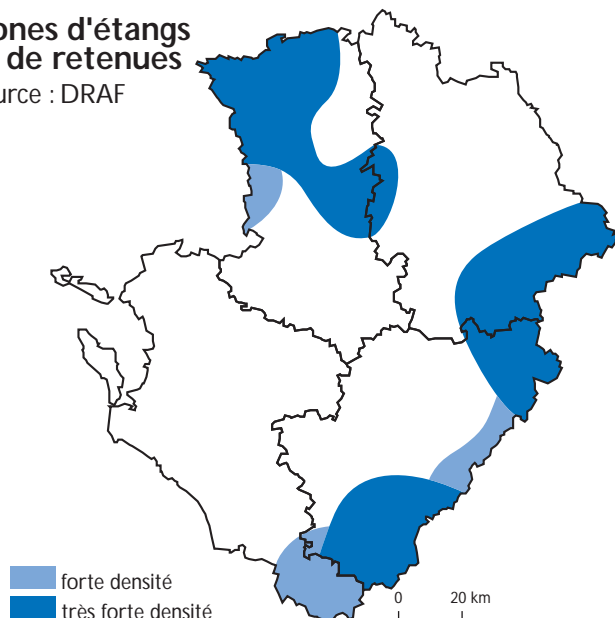 ones d'étangs
de retenues
urce : DRAF
forte densité
très forte densité
0 20 km